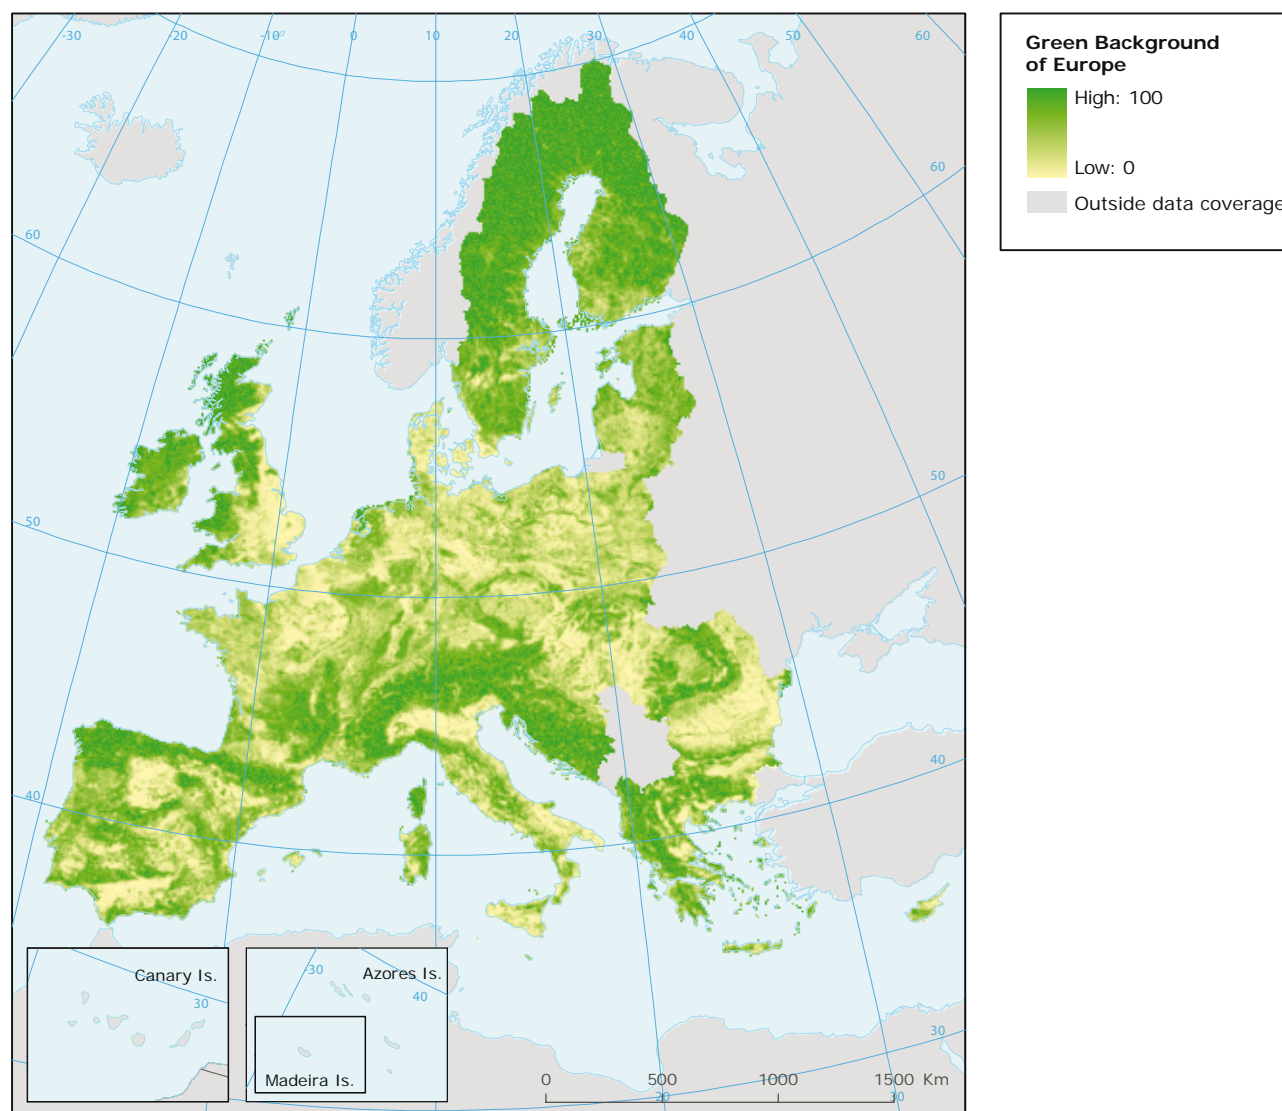 -30
-20
-10
0
10
20
30
40
50
60
60
60
50
50
40
40
30
20
30
Canary Is.
30
Azores Is.
-30
40
Madeira Is.
0 500 1000 1500 Km
Green Background
of Europe
High: 100
Low: 0
Outside data coverage